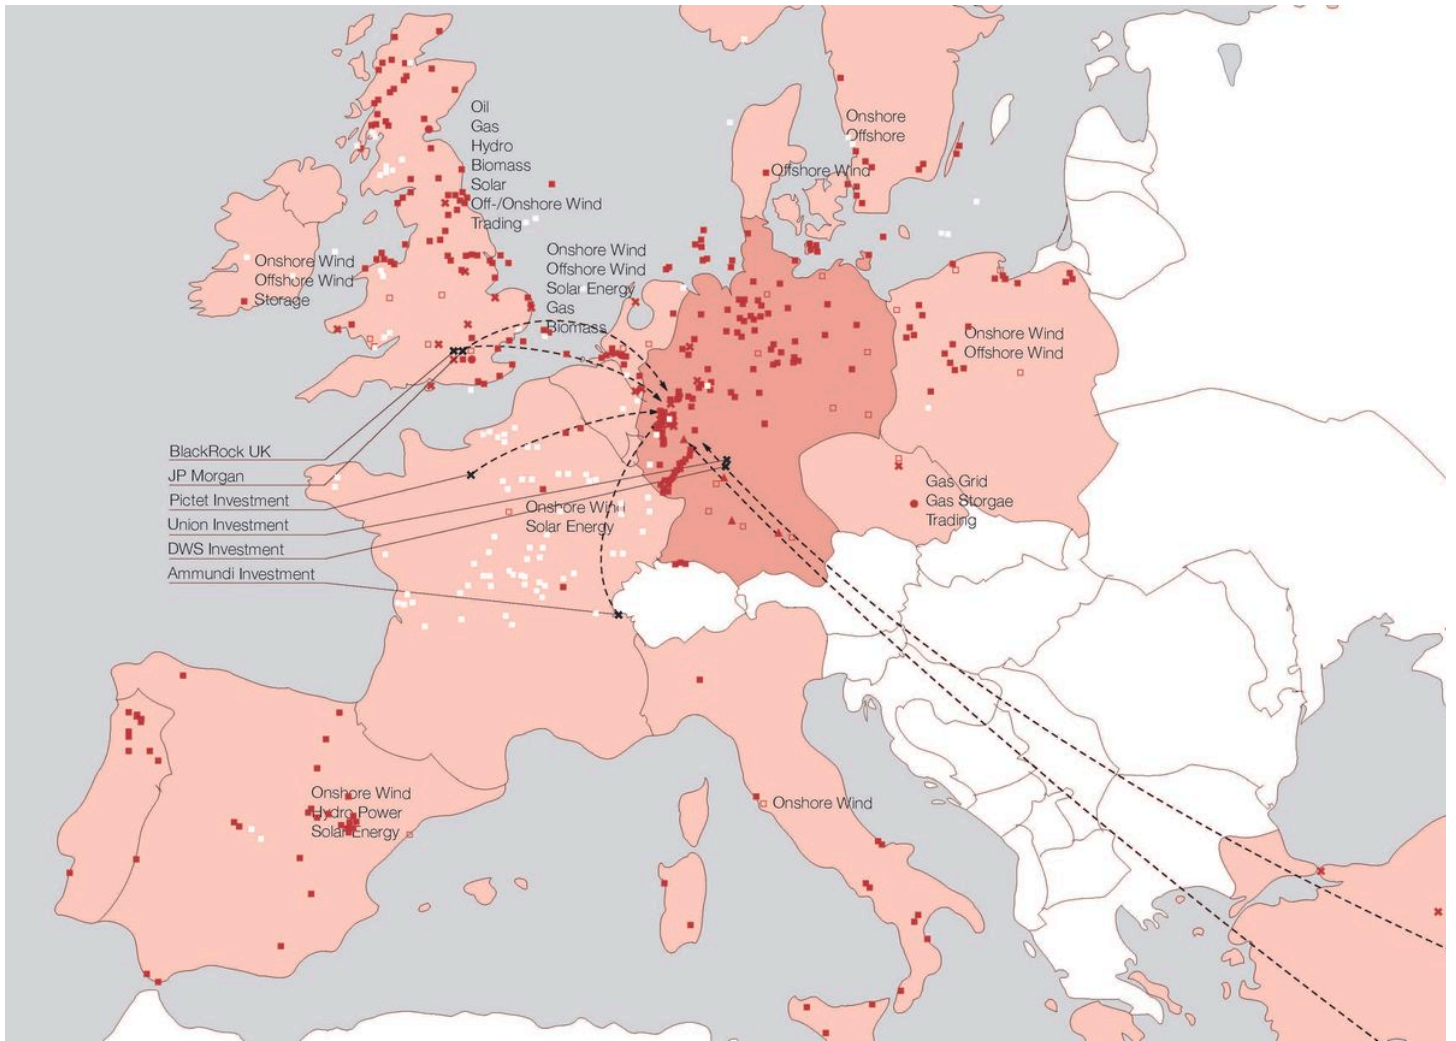 Oil
Gas
Hydro
Biomass
Solar
Off-/Onshore Wind
Trading
Onshore
Offshore
Offshore Wind
Onshore Wind
Offshore Wind
Storage
Onshore Wind
Offshore Wind
Solar Energy
Gas
Biomass
Onshore Wind
Offshore Wind
BlackRock UK
JP Morgan
Pictet Investment
Union Investment
DWS Investment
Ammundi Investment
Onshore Wind
Solar Energy
Gas Grid
Gas Storgae
Trading
Onshore Wind
Hydro Power
Solar Energy
Onshore Wind